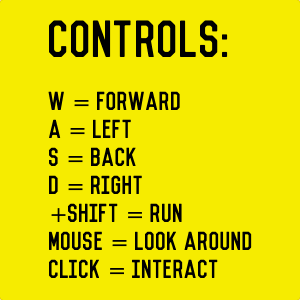 CONTROLS:
W = FORWARD
A = LEFT
S = BACK
D = RIGHT
+SHIFT = RUN
MOUSE = LOOK AROUND
CLICK = INTERACT